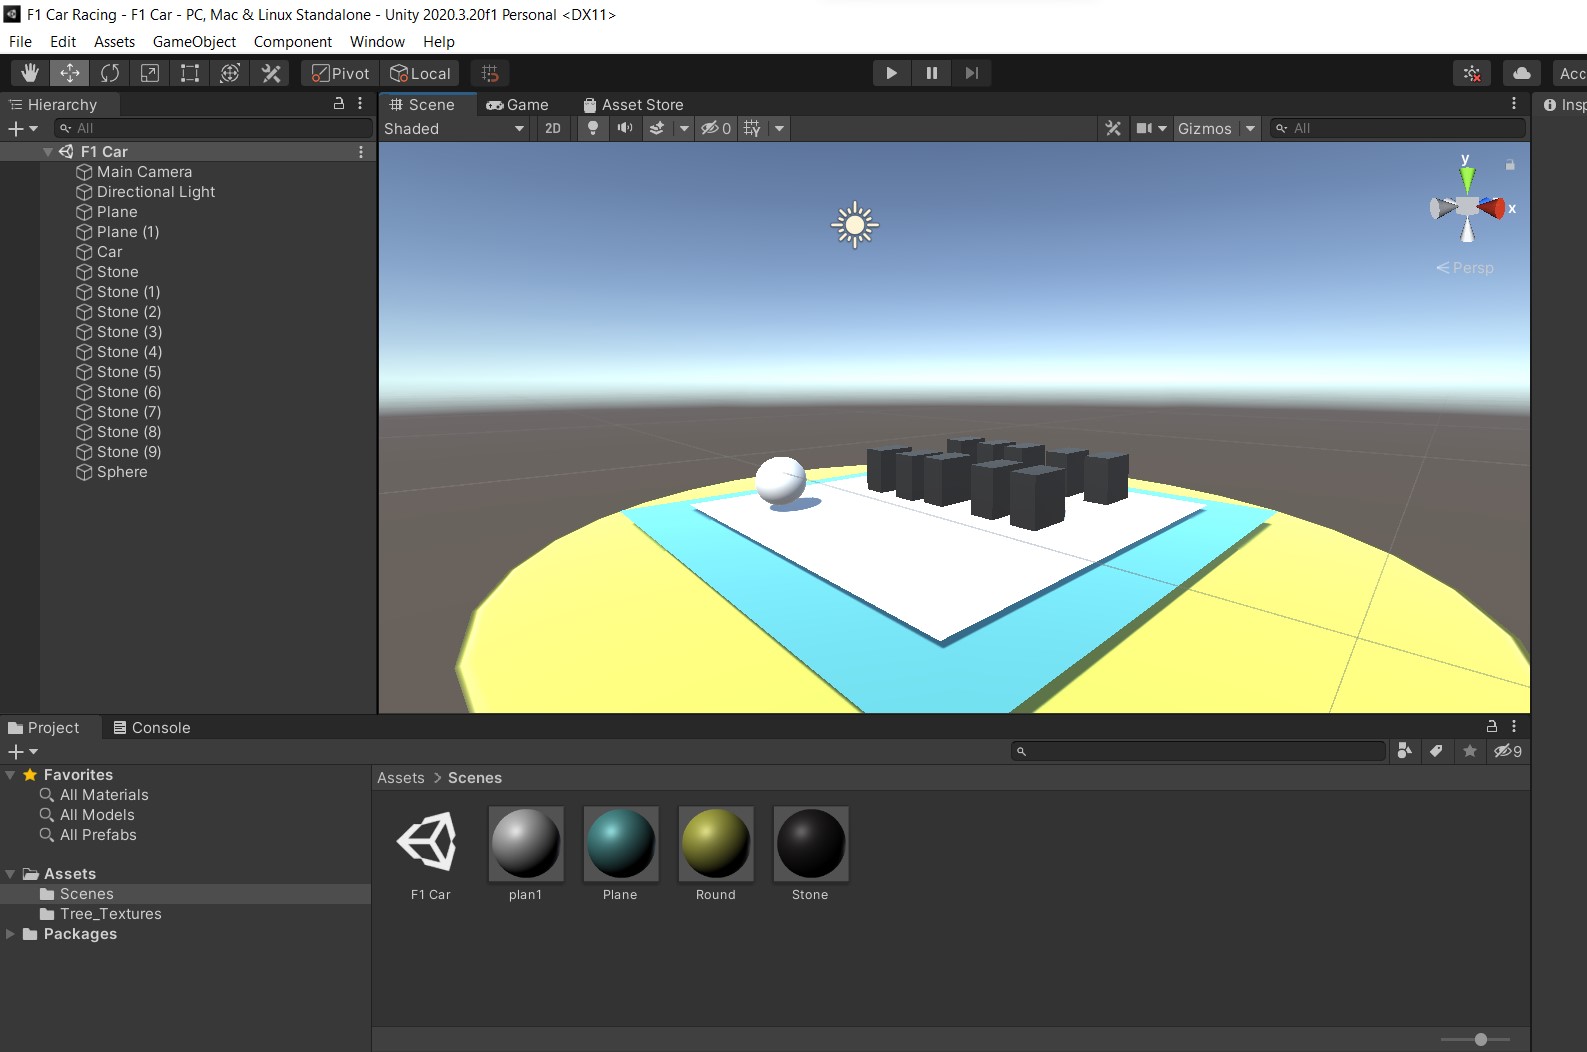 F1 Car Racing - F1 Car - PC, Mac & Linux Standalone - Unity 2020.3.20f1 Personal <DX11>
File Edit Assets GameObject Component Window Help
Pivot Local Acc
Hierarchy
All
F1 Car
Main Camera
Directional Light
Plane
Plane (1)
Car
Stone
Stone (1)
Stone (2)
Stone (3)
Stone (4)
Stone (5)
Stone (6)
Stone (7)
Stone (8)
Stone (9)
Sphere
Scene Game Asset Store
Shaded 2D 0 Gizmos All
y
x
Persp
Insp
Project Console
9
Favorites
All Materials
All Models
All Prefabs
Assets
Scenes
Tree_Textures
Packages
Assets > Scenes
F1 Car plan1 Plane Round Stone